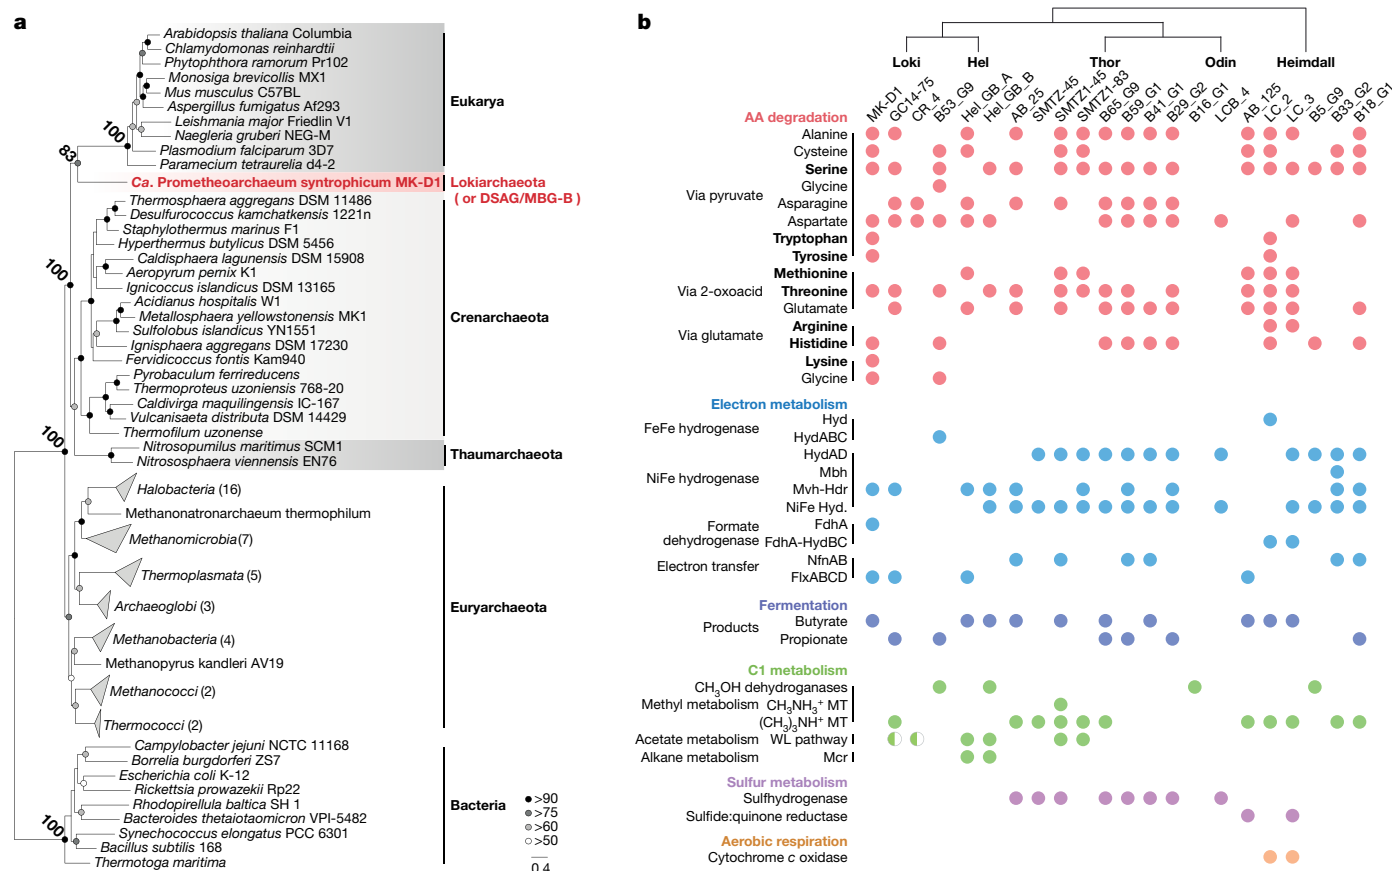 a
Arabidopsis thaliana Columbia
Chlamydomonas reinhardtii
Phytophthora ramorum Pr102
Monosiga brevicollis MX1
Mus musculus C57BL
Aspergillus fumigatus Af293
Leishmania major Friedlin V1
Naegleria gruberi NEG-M
Plasmodium falciparum 3D7
Paramecium tetraurelia d4-2
Eukarya
100
83
Ca. Prometheoarchaeum syntrophicum MK-D1
Lokiarchaeota
( or DSAG/MBG-B )
Thermosphaera aggregans DSM 11486
Desulfurococcus kamchatkensis 1221n
Staphylothermus marinus F1
Hyperthermus butylicus DSM 5456
Caldisphaera lagunensis DSM 15908
Aeropyrum pernix K1
Ignicoccus islandicus DSM 13165
Acidianus hospitalis W1
Metallosphaera yellowstonensis MK1
Sulfolobus islandicus YN1551
Ignisphaera aggregans DSM 17230
Fervidicoccus fontis Kam940
Pyrobaculum ferrireducens
Thermoproteus uzoniensis 768-20
Caldivirga maquilingensis IC-167
Vulcanisaeta distributa DSM 14429
Thermofilum uzonense
Crenarchaeota
100
Nitrosopumilus maritimus SCM1
Nitrososphaera viennensis EN76
Thaumarchaeota
100
Halobacteria (16)
Methanonatronarchaeum thermophilum
Methanomicrobia (7)
Thermoplasmata (5)
Archaeoglobi (3)
Methanobacteria (4)
Methanopyrus kandleri AV19
Methanococci (2)
Thermococci (2)
Euryarchaeota
Campylobacter jejuni NCTC 11168
Borrelia burgdorferi ZS7
Escherichia coli K-12
Rickettsia prowazekii Rp22
Rhodopirellula baltica SH 1
Bacteroides thetaiotaomicron VPI-5482
Synechococcus elongatus PCC 6301
Bacillus subtilis 168
Thermotoga maritima
Bacteria
100
>90
>75
>60
>50
0.4
b
Loki Hel Thor Odin Heimdall
MK-D1 GC14-75 CR_4 B53_G9 Hel_GB_A Hel_GB_B AB_25 SMTZ-45 SMTZ1-45 SMTZ1-83 B65_G9 B59_G1 B41_G1 B29_G2 B16_G1 LCB_4 AB_125 LC_2 LC_3 B5_G9 B33_G2 B18_G1
AA degradation
Alanine
Cysteine
Serine
Glycine
Via pyruvate
Asparagine
Aspartate
Tryptophan
Tyrosine
Methionine
Via 2-oxoacid Threonine
Glutamate
Arginine
Via glutamate
Histidine
Lysine
Glycine
Electron metabolism
Hyd
FeFe hydrogenase
HydABC
HydAD
Mbh
NiFe hydrogenase
Mvh-Hdr
NiFe Hyd.
Formate FdhA
dehydrogenase FdhA-HydBC
NfnAB
Electron transfer
FlxABCD
Fermentation
Butyrate
Products
Propionate
C1 metabolism
CH3OH dehydroganases
Methyl metabolism CH3NH3+ MT
(CH3)3NH+ MT
Acetate metabolism WL pathway
Alkane metabolism Mcr
Sulfur metabolism
Sulfhydrogenase
Sulfide:quinone reductase
Aerobic respiration
Cytochrome c oxidase